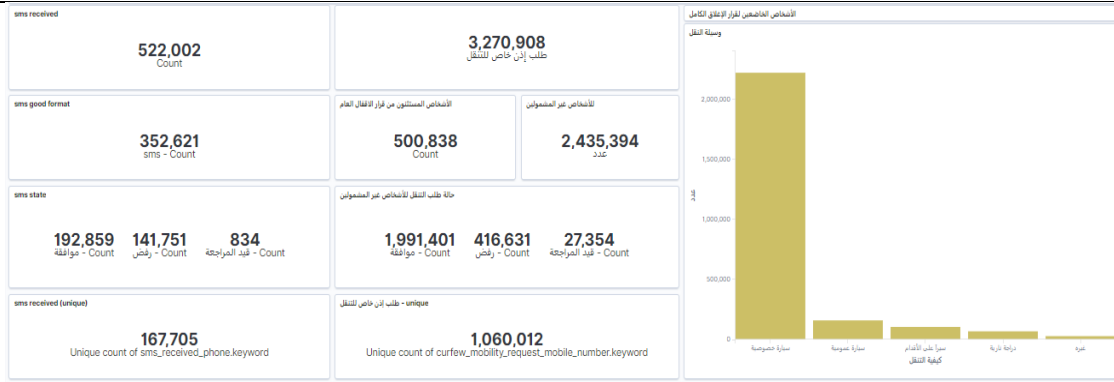 sms received
522,002
Count
3,270,908
طلب إذن خاص للتنقل
الأشخاص الخاضعين لقرار الإغلاق الكامل
وسيلة النقل
sms good format
352,621
sms - Count
الأشخاص المستثنون من قرار الاقفال العام
500,838
Count
للأشخاص غير المشمولين
2,435,394
عدد
sms state
192,859
موافقة - Count
141,751
رفض - Count
834
قيد المراجعة - Count
حالة طلب التنقل للأشخاص غير المشمولين
1,991,401
موافقة - Count
416,631
رفض - Count
27,354
قيد المراجعة - Count
sms received (unique)
167,705
Unique count of sms_received_phone.keyword
طلب إذن خاص للتنقل - unique
1,060,012
Unique count of curfew_mobility_request_mobile_number.keyword
2,000,000
1,500,000
1,000,000
500,000
0
عدد
سيارة خصوصية
سيارة عمومية
سيرا على الأقدام
دراجة نارية
غيره
كيفية التنقل